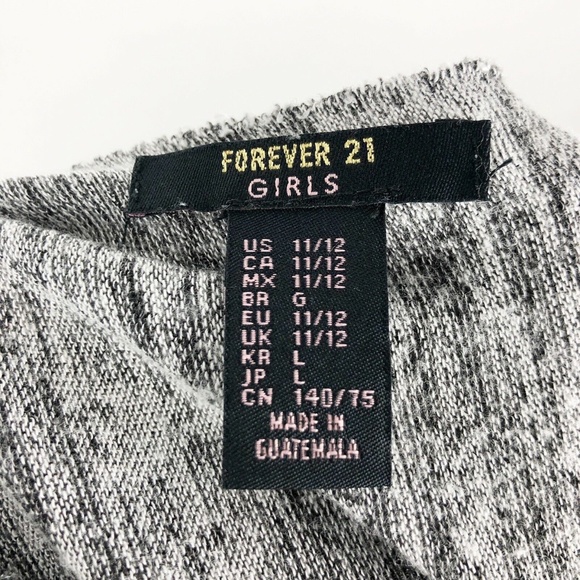 FOREVER 21
GIRLS
US 11/12
CA 11/12
MX 11/12
BR G
EU 11/12
UK 11/12
KR L
JP L
CN 140/75
MADE IN
GUATEMALA